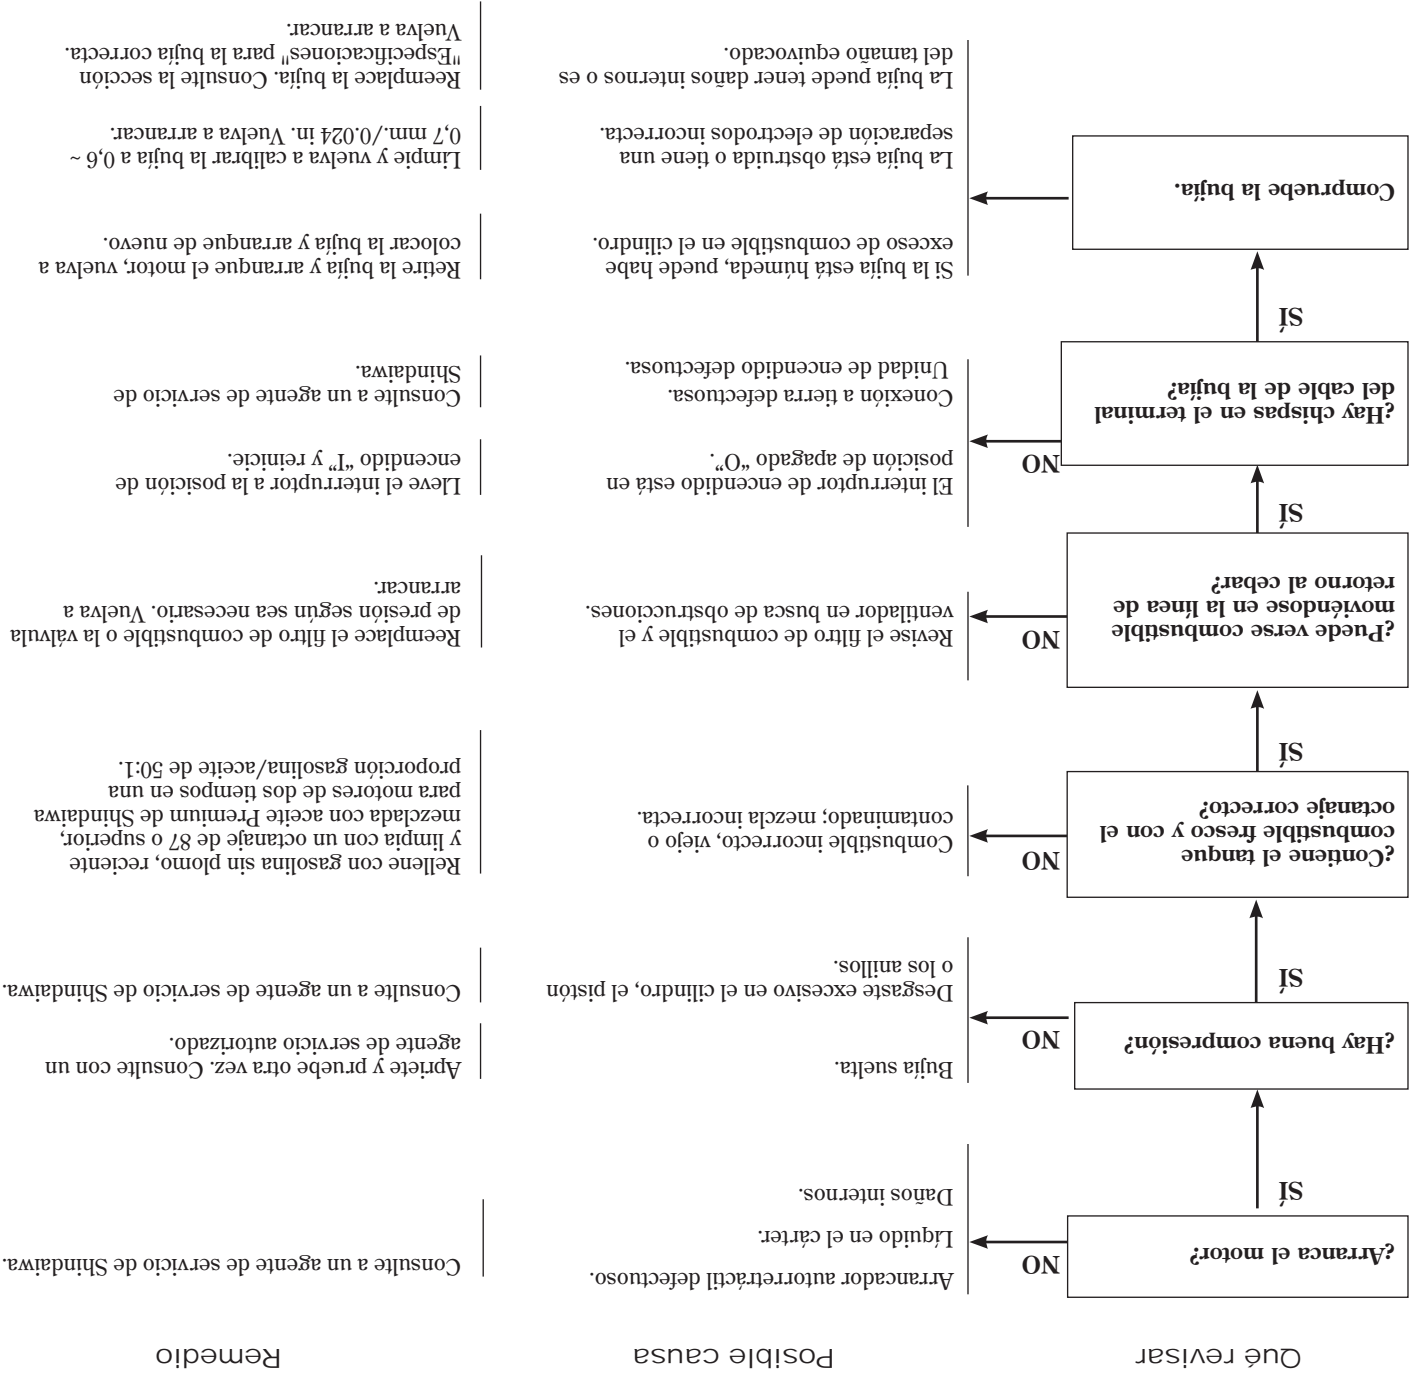 Qué revisar
Posible causa
Remedio
¿Arranca el motor?
NO
Arrancador autorretráctil defectuoso.
Líquido en el cárter.
Daños internos.
Consulte a un agente de servicio de Shindaiwa.
SÍ
¿Hay buena compresión?
NO
Bujía suelta.
Apriete y pruebe otra vez. Consulte con un
agente de servicio autorizado.
Desgaste excesivo en el cilindro, el pistón
o los anillos.
Consulte a un agente de servicio de Shindaiwa.
SÍ
¿Contiene el tanque
combustible fresco y con el
octanaje correcto?
NO
Combustible incorrecto, viejo o
contaminado; mezcla incorrecta.
Rellene con gasolina sin plomo, reciente
y limpia con un octanaje de 87 o superior,
mezclada con aceite Premium de Shindaiwa
para motores de dos tiempos en una
proporción gasolina/aceite de 50:1.
SÍ
¿Puede verse combustible
moviéndose en la línea de
retorno al cebar?
NO
Revise el filtro de combustible y el
ventilador en busca de obstrucciones.
Reemplace el filtro de combustible o la válvula
de presión según sea necesario. Vuelva a
arrancar.
SÍ
¿Hay chispas en el terminal
del cable de la bujía?
NO
El interruptor de encendido está en
posición de apagado "O".
Lleve el interruptor a la posición de
encendido "I" y reinicie.
Conexión a tierra defectuosa.
Unidad de encendido defectuosa.
Consulte a un agente de servicio de
Shindaiwa.
SÍ
Compruebe la bujía.
Si la bujía está húmeda, puede habe
exceso de combustible en el cilindro.
Retire la bujía y arranque el motor, vuelva a
colocar la bujía y arranque de nuevo.
La bujía está obstruida o tiene una
separación de electrodos incorrecta.
Limpie y vuelva a calibrar la bujía a 0,6 ~
0,7 mm./0.024 in. Vuelva a arrancar.
La bujía puede tener daños internos o es
del tamaño equivocado.
Reemplace la bujía. Consulte la sección
"Especificaciones" para la bujía correcta.
Vuelva a arrancar.